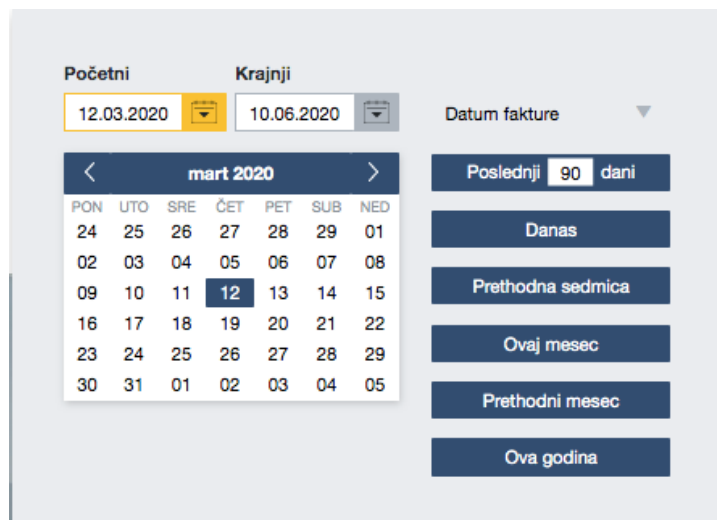 Početni Krajnji
12.03.2020 10.06.2020 Datum fakture
mart 2020
PON UTO SRE ČET PET SUB NED
24 25 26 27 28 29 01
02 03 04 05 06 07 08
09 10 11 12 13 14 15
16 17 18 19 20 21 22
23 24 25 26 27 28 29
30 31 01 02 03 04 05
Poslednji 90 dani
Danas
Prethodna sedmica
Ovaj mesec
Prethodni mesec
Ova godina